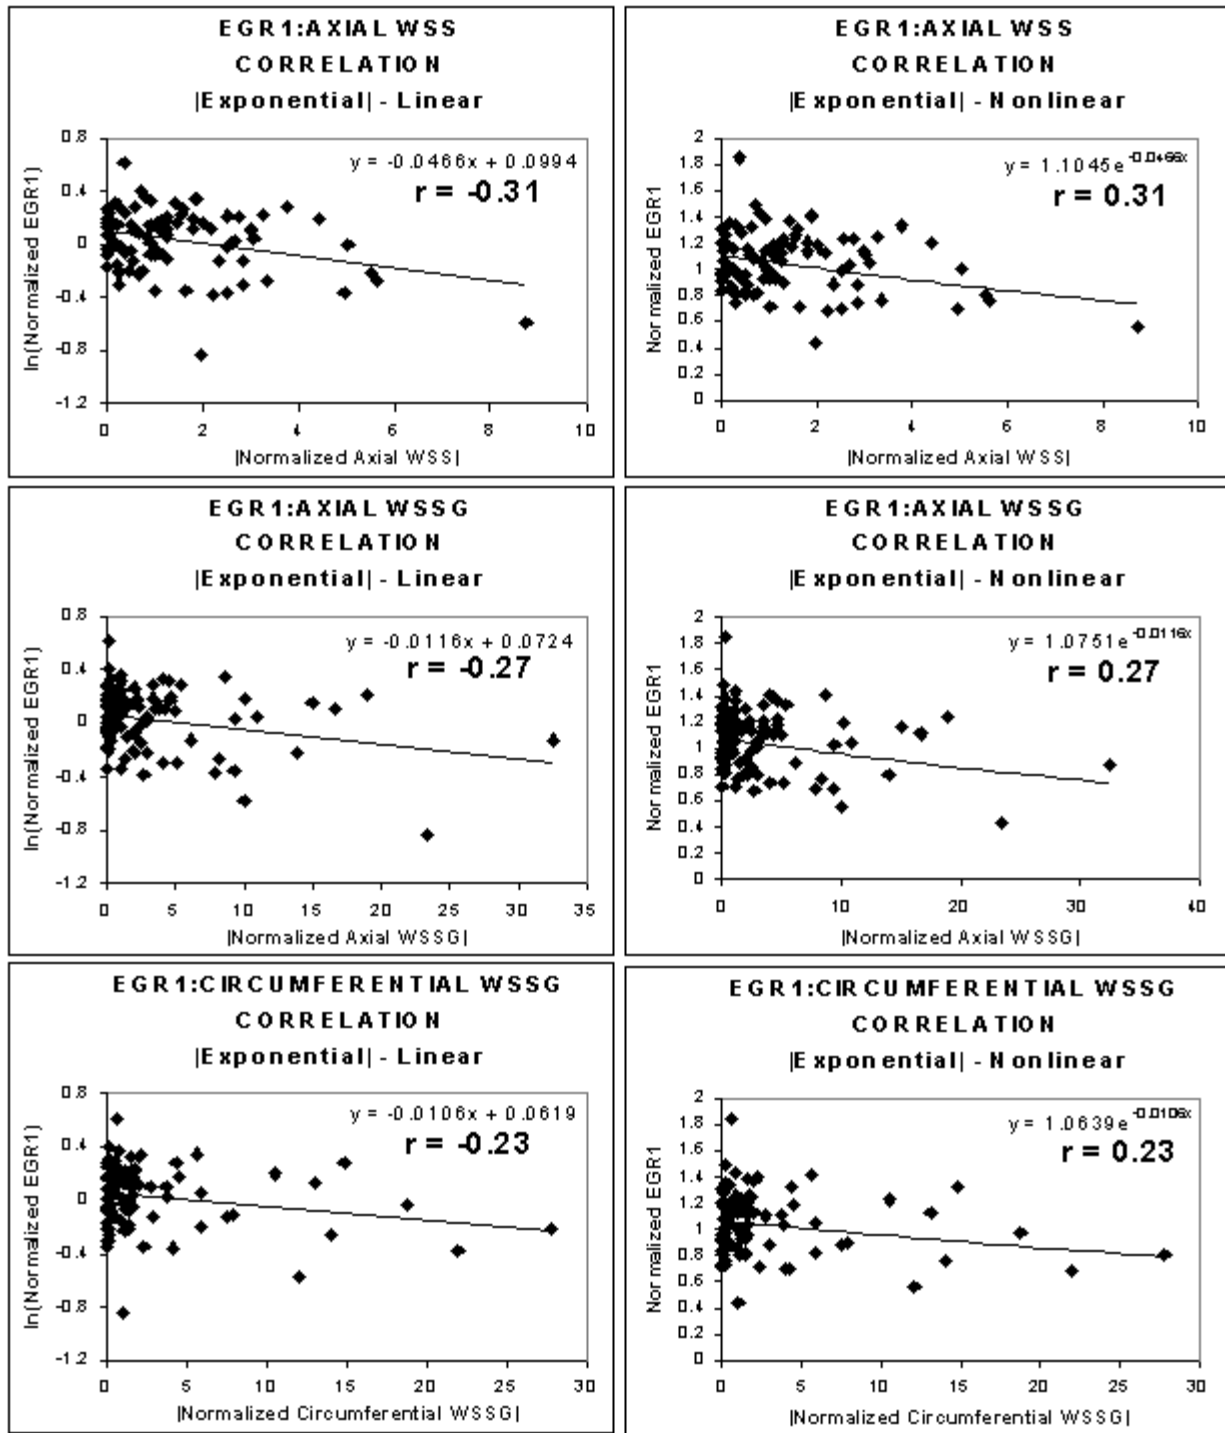 EGR1:AXIAL WSS
CORRELATION
|Exponential| - Linear
y = -0.0466x + 0.0994
r = -0.31
ln(Normalized EGR1)
0.8
0.4
0
-0.4
-0.8
-1.2
0 2 4 6 8 10
|Normalized Axial WSS|
EGR1:AXIAL WSS
CORRELATION
|Exponential| - Nonlinear
y = 1.1045e-0.0466x
r = 0.31
Normalized EGR1
2
1.8
1.6
1.4
1.2
1
0.8
0.6
0.4
0.2
0
0 2 4 6 8 10
|Normalized Axial WSS|
EGR1:AXIAL WSSG
CORRELATION
|Exponential| - Linear
y = -0.0116x + 0.0724
r = -0.27
ln(Normalized EGR1)
0.8
0.4
0
-0.4
-0.8
-1.2
0 5 10 15 20 25 30 35
|Normalized Axial WSSG|
EGR1:AXIAL WSSG
CORRELATION
|Exponential| - Nonlinear
y = 1.0751e-0.0116x
r = 0.27
Normalized EGR1
2
1.8
1.6
1.4
1.2
1
0.8
0.6
0.4
0.2
0
0 10 20 30 40
|Normalized Axial WSSG|
EGR1:CIRCUMFERENTIAL WSSG
CORRELATION
|Exponential| - Linear
y = -0.0106x + 0.0619
r = -0.23
ln(Normalized EGR1)
0.8
0.4
0
-0.4
-0.8
-1.2
0 5 10 15 20 25 30
|Normalized Circumferential WSSG|
EGR1:CIRCUMFERENTIAL WSSG
CORRELATION
|Exponential| - Nonlinear
y = 1.0639e-0.0106x
r = 0.23
Normalized EGR1
2
1.8
1.6
1.4
1.2
1
0.8
0.6
0.4
0.2
0
0 5 10 15 20 25 30
|Normalized Circumferential WSSG|